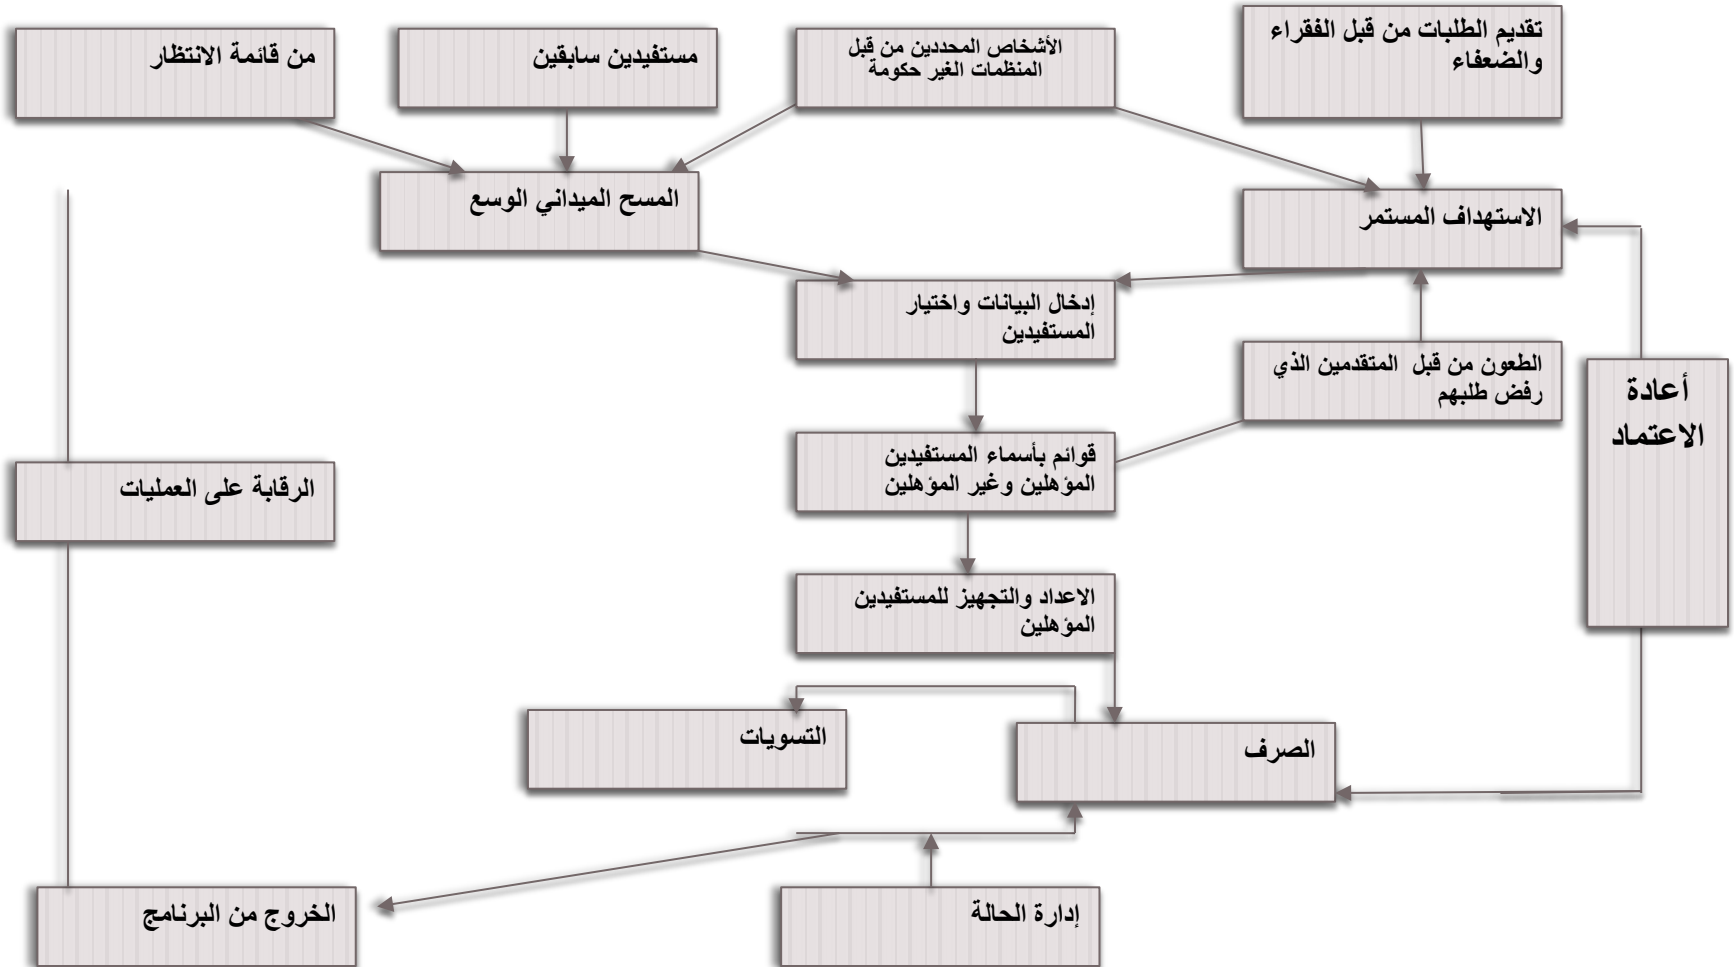 تقديم الطلبات من قبل الفقراء
والضعفاء
الأشخاص المحددين من قبل
المنظمات الغير حكومة
مستفيدين سابقين
من قائمة الانتظار
المسح الميداني الوسع
الاستهداف المستمر
إدخال البيانات واختيار
المستفيدين
الطعون من قبل المتقدمين الذي
رفض طلبهم
أعادة
الاعتماد
قوائم بأسماء المستفيدين
المؤهلين وغير المؤهلين
الرقابة على العمليات
الاعداد والتجهيز للمستفيدين
المؤهلين
الصرف
التسويات
إدارة الحالة
الخروج من البرنامج